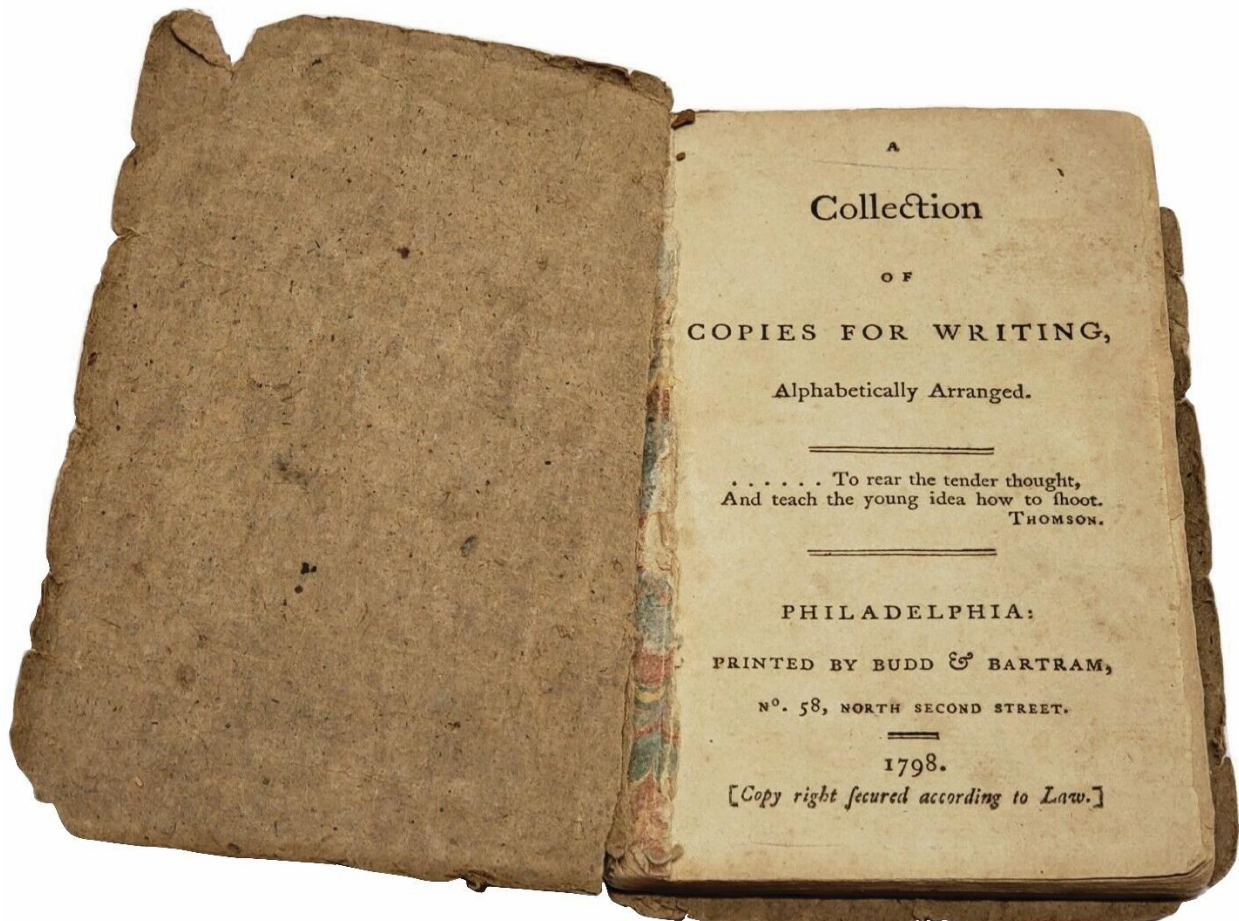 A
Collection
OF
COPIES FOR WRITING,
Alphabetically Arranged.
. . . . . . To rear the tender thought,
And teach the young idea how to ſhoot.
THOMSON.
PHILADELPHIA:
PRINTED BY BUDD & BARTRAM,
Nº. 58, NORTH SECOND STREET.
1798.
[Copy right ſecured according to Law.]